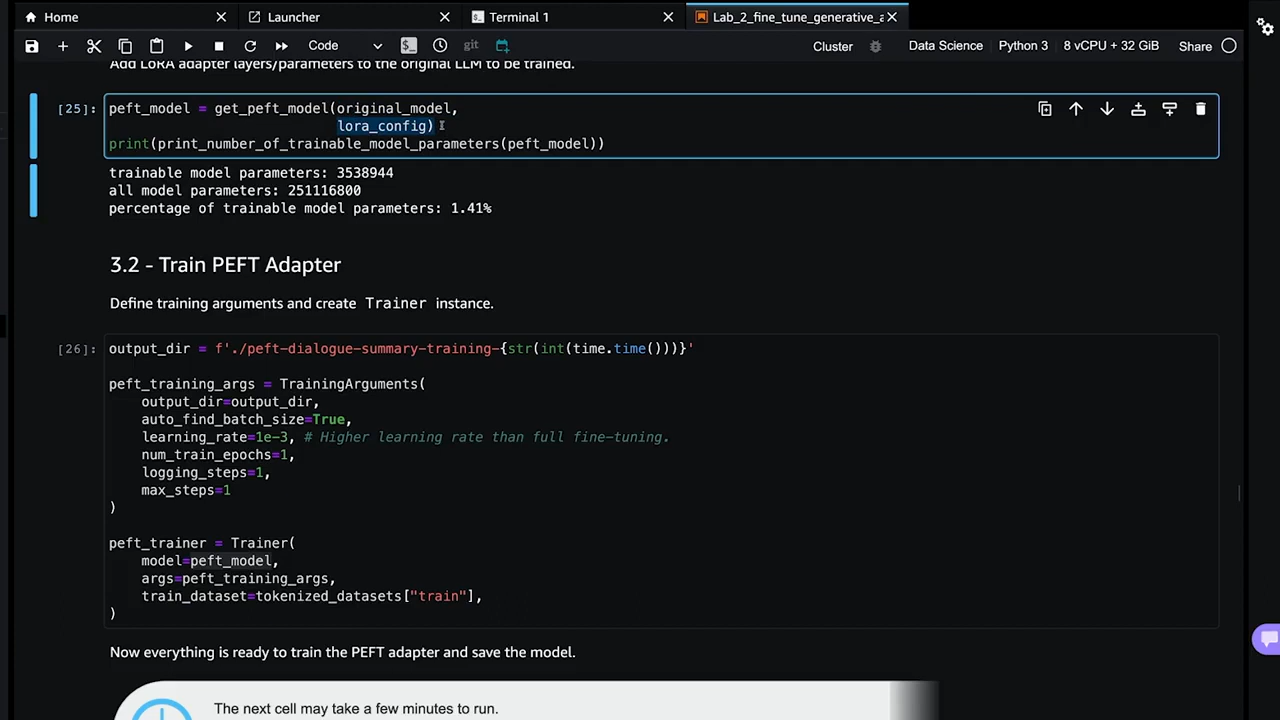 Home
Launcher
Terminal 1
Lab_2_fine_tune_generative_a
Code
git
Cluster
Data Science
Python 3
8 vCPU + 32 GiB
Share
Add LoRA adapter layers/parameters to the original LLM to be trained.
[25]: peft_model = get_peft_model(original_model,
lora_config)
print(print_number_of_trainable_model_parameters(peft_model))
trainable model parameters: 3538944
all model parameters: 251116800
percentage of trainable model parameters: 1.41%
3.2 - Train PEFT Adapter
Define training arguments and create Trainer instance.
[26]: output_dir = f'./peft-dialogue-summary-training-{str(int(time.time()))}'
peft_training_args = TrainingArguments(
output_dir=output_dir,
auto_find_batch_size=True,
learning_rate=1e-3, # Higher learning rate than full fine-tuning.
num_train_epochs=1,
logging_steps=1,
max_steps=1
)
peft_trainer = Trainer(
model=peft_model,
args=peft_training_args,
train_dataset=tokenized_datasets["train"],
)
Now everything is ready to train the PEFT adapter and save the model.
The next cell may take a few minutes to run.